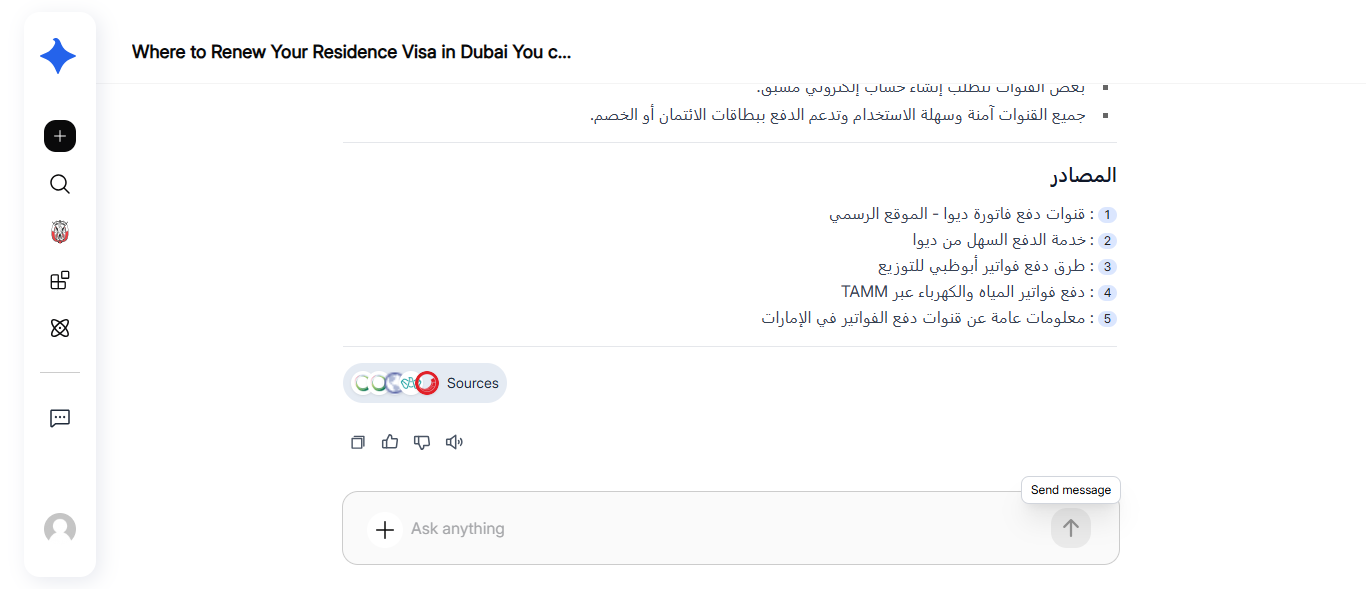 Where to Renew Your Residence Visa in Dubai You c...
بعض القنوات تتطلب إنشاء حساب إلكتروني مسبق.
جميع القنوات آمنة وسهلة الاستخدام وتدعم الدفع ببطاقات الائتمان أو الخصم.
المصادر
1 : قنوات دفع فاتورة ديوا - الموقع الرسمي
2 : خدمة الدفع السهل من ديوا
3 : طرق دفع فواتير أبوظبي للتوزيع
4 : دفع فواتير المياه والكهرباء عبر TAMM
5 : معلومات عامة عن قنوات دفع الفواتير في الإمارات
Sources
Send message
Ask anything